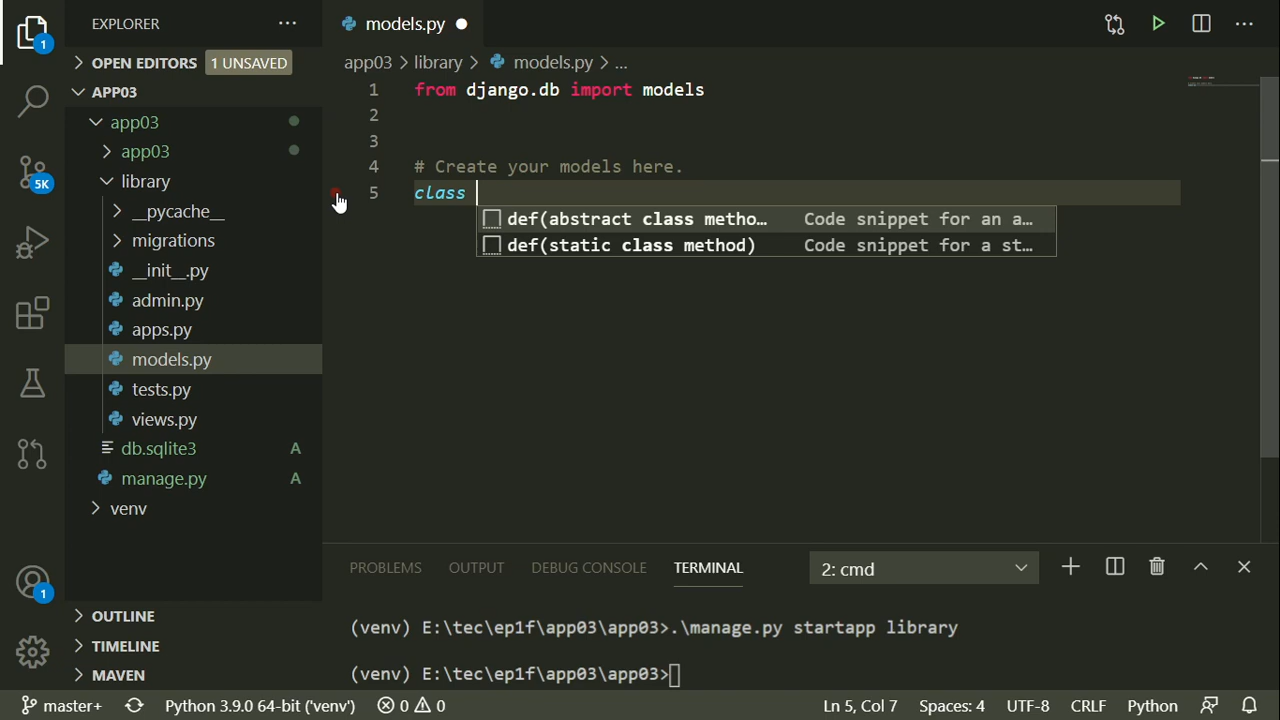 EXPLORER
models.py
1
OPEN EDITORS 1 UNSAVED
APP03
app03
app03
library
__pycache__
migrations
__init__.py
admin.py
apps.py
models.py
tests.py
views.py
db.sqlite3 A
manage.py A
venv
5K
1
OUTLINE
TIMELINE
MAVEN
app03 > library > models.py > ...
1 from django.db import models
2
3
4 # Create your models here.
5 class
def(abstract class metho… Code snippet for an a…
def(static class method) Code snippet for a st…
PROBLEMS OUTPUT DEBUG CONSOLE TERMINAL 2: cmd
(venv) E:\tec\ep1f\app03\app03>.\manage.py startapp library
(venv) E:\tec\ep1f\app03\app03>
master+ Python 3.9.0 64-bit ('venv') 0 0 Ln 5, Col 7 Spaces: 4 UTF-8 CRLF Python